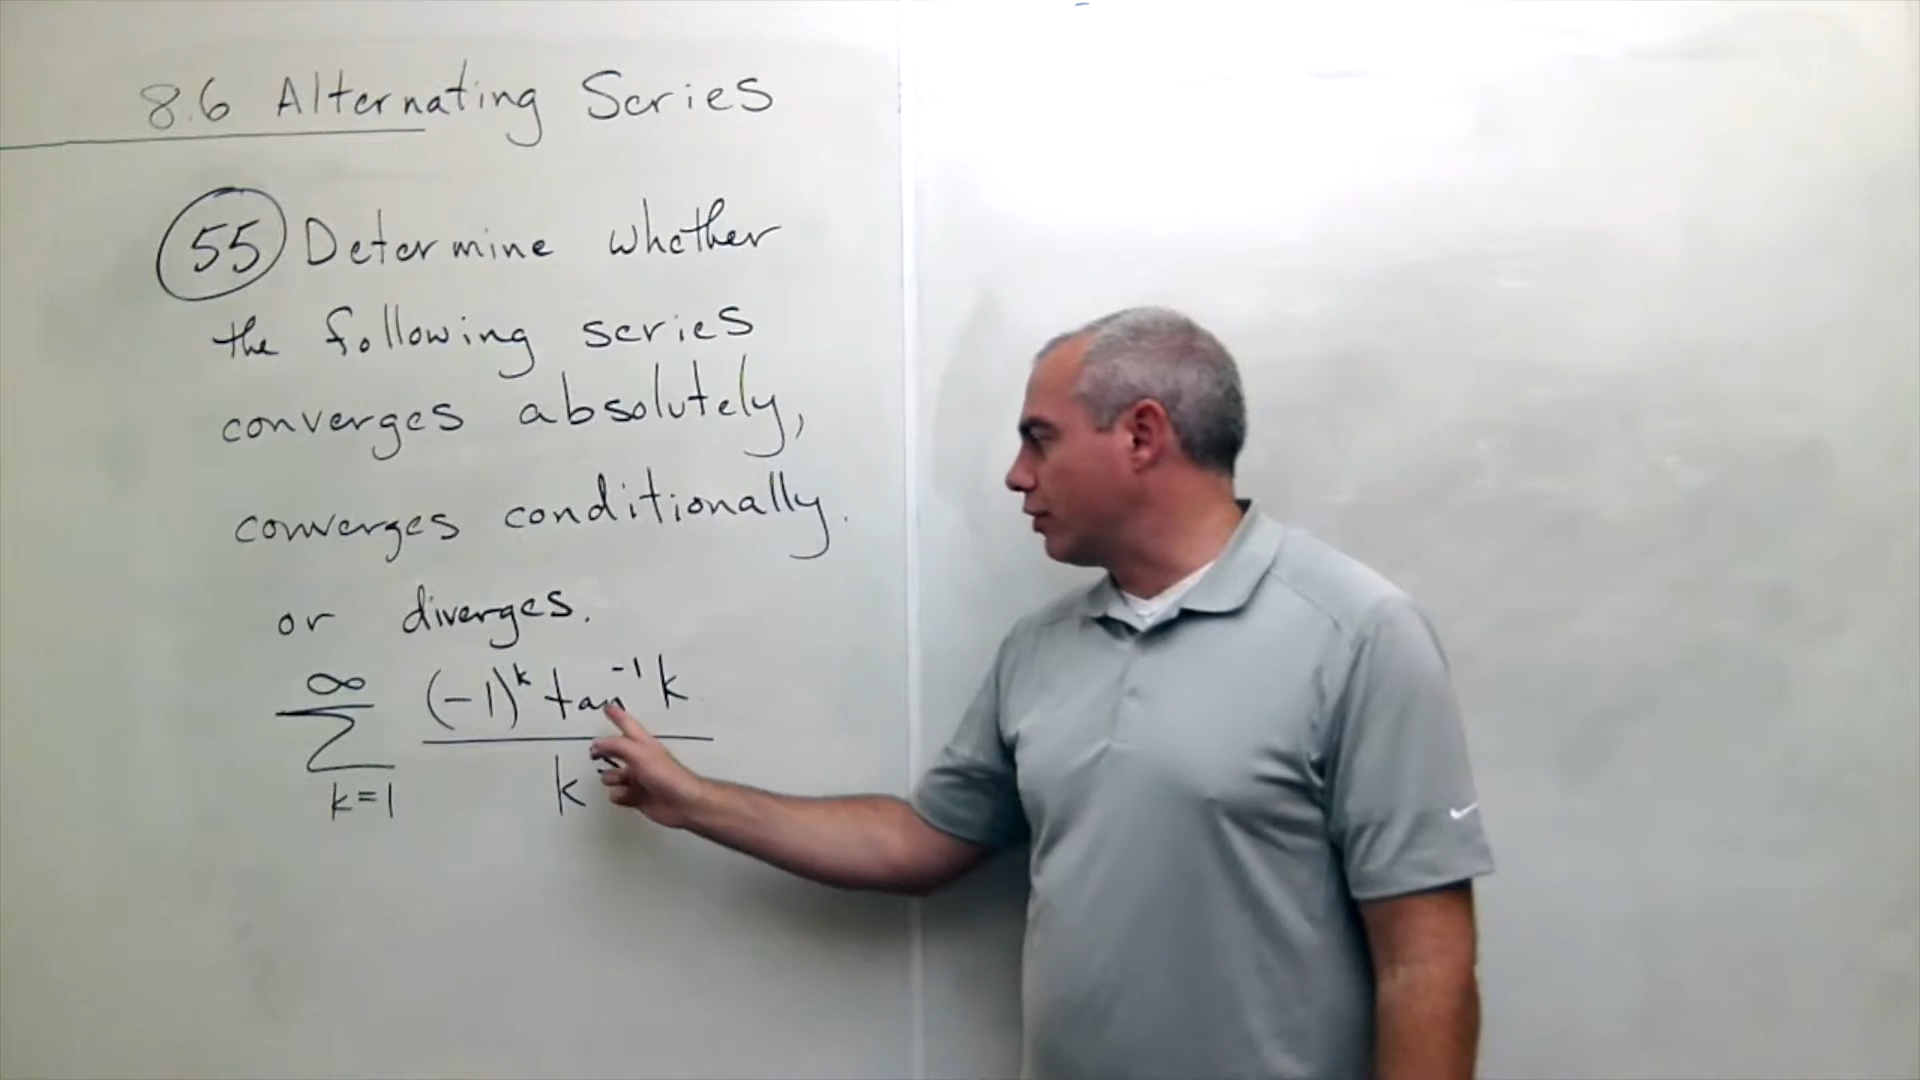 8.6 Alternating Series
55 Determine whether
the following series
converges absolutely,
converges conditionally.
or diverges.
∞
Σ (-1)^k tan^-1 k
k
k=1